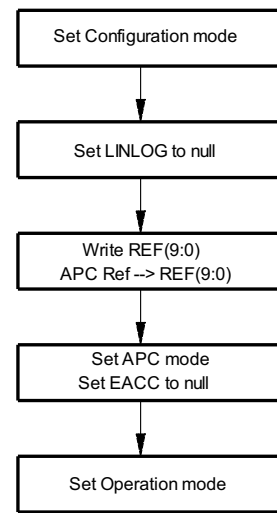 Set Configuration mode
Set LINLOG to null
Write REF(9:0)
APC Ref --> REF(9:0)
Set APC mode
Set EACC to null
Set Operation mode